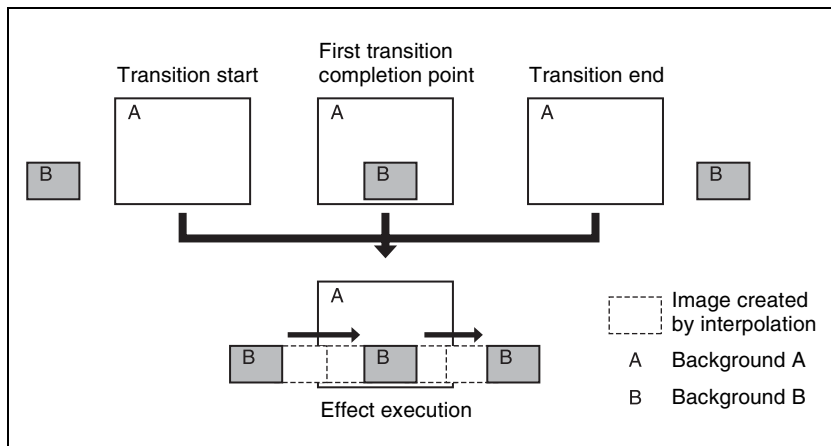 Transition start
First transition
completion point
Transition end
A
A
A
B
B
B
A
B
B
B
Effect execution
Image created
by interpolation
A Background A
B Background B